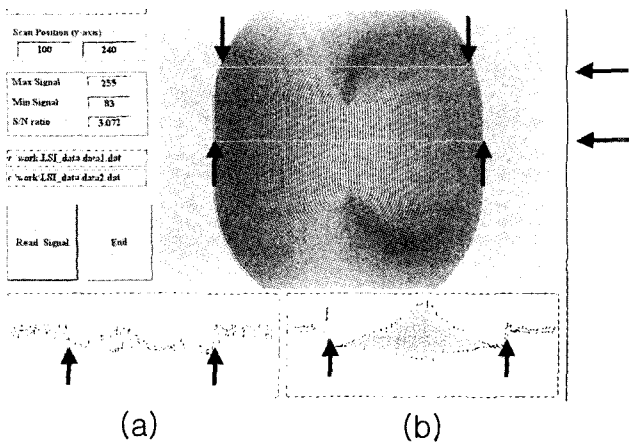 Scan Position (y-axis)
100 240
Max Signal 255
Min Signal 83
S/N ratio 3.072
c:\work\LSI_data\data1.dat
c:\work\LSI_data\data2.dat
Read Signal End
(a) (b)